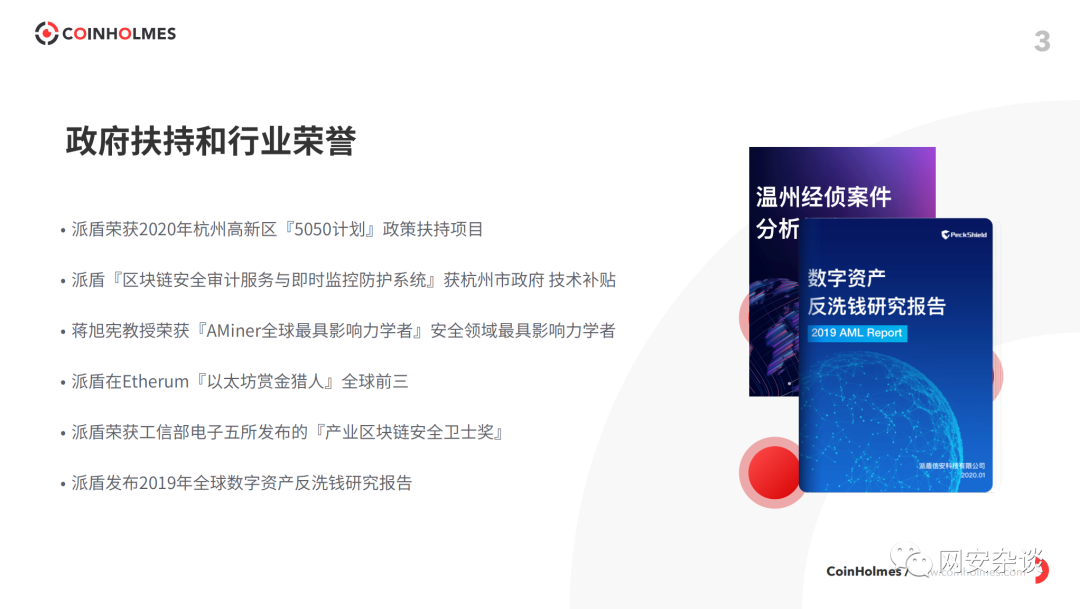 COINHOLMES
3
政府扶持和行业荣誉
• 派盾荣获2020年杭州高新区『5050计划』政策扶持项目
• 派盾『区块链安全审计服务与即时监控防护系统』获杭州市政府 技术补贴
• 蒋旭宪教授荣获『AMiner全球最具影响力学者』安全领域最具影响力学者
• 派盾在Etherum『以太坊赏金猎人』全球前三
• 派盾荣获工信部电子五所发布的『产业区块链安全卫士奖』
• 派盾发布2019年全球数字资产反洗钱研究报告
温州经侦案件
分析
PeckShield
数字资产
反洗钱研究报告
2019 AML Report
派盾信安科技有限公司
2020.01
CoinHolmes /
网安杂谈